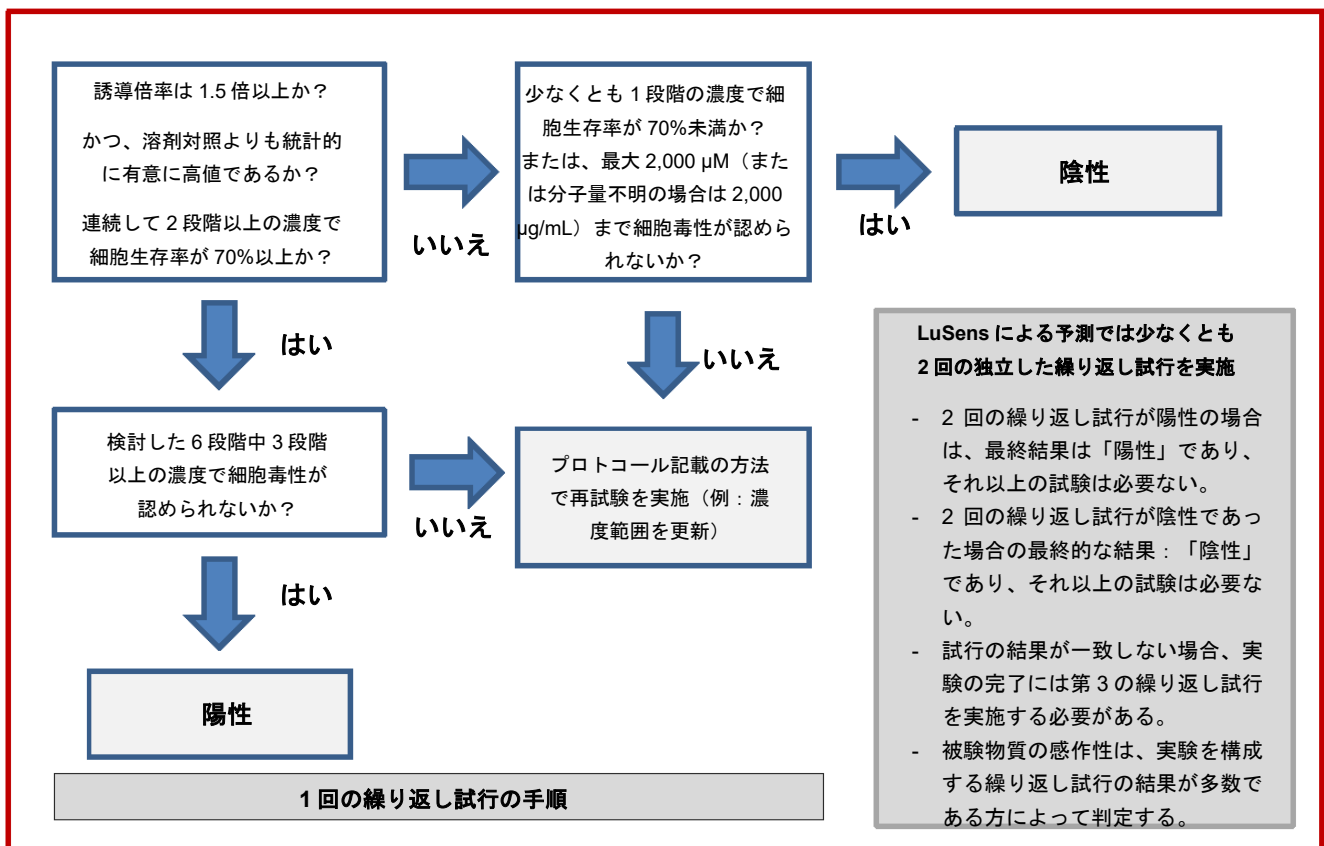 誘導倍率は 1.5 倍以上か？
かつ、溶剤対照よりも統計的
に有意に高値であるか？
連続して 2 段階以上の濃度で
細胞生存率が 70%以上か？
いいえ
少なくとも 1 段階の濃度で細
胞生存率が 70%未満か？
または、最大 2,000 µM（また
は分子量不明の場合は 2,000
µg/mL）まで細胞毒性が認めら
れないか？
はい
陰性
はい
いいえ
検討した 6 段階中 3 段階
以上の濃度で細胞毒性が
認められないか？
いいえ
プロトコール記載の方法
で再試験を実施（例：濃
度範囲を更新）
はい
陽性
1 回の繰り返し試行の手順
LuSens による予測では少なくとも
2 回の独立した繰り返し試行を実施
- 2 回の繰り返し試行が陽性の場合
は、最終結果は「陽性」であり、
それ以上の試験は必要ない。
- 2 回の繰り返し試行が陰性であっ
た場合の最終的な結果：「陰性」
であり、それ以上の試験は必要な
い。
- 試行の結果が一致しない場合、実
験の完了には第 3 の繰り返し試行
を実施する必要がある。
- 被験物質の感作性は、実験を構成
する繰り返し試行の結果が多数で
ある方によって判定する。